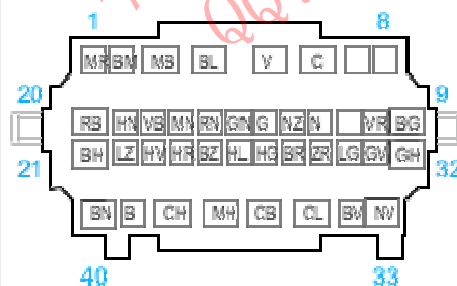 1 8
MR BM MB BL V C
20 9
RB HN VB MN RN GN G NZ N VR BG
BH LZ HV HR BZ HL HG BR ZR LG GV GH
21 32
BN B CH MH CB CL BV NV
40 33